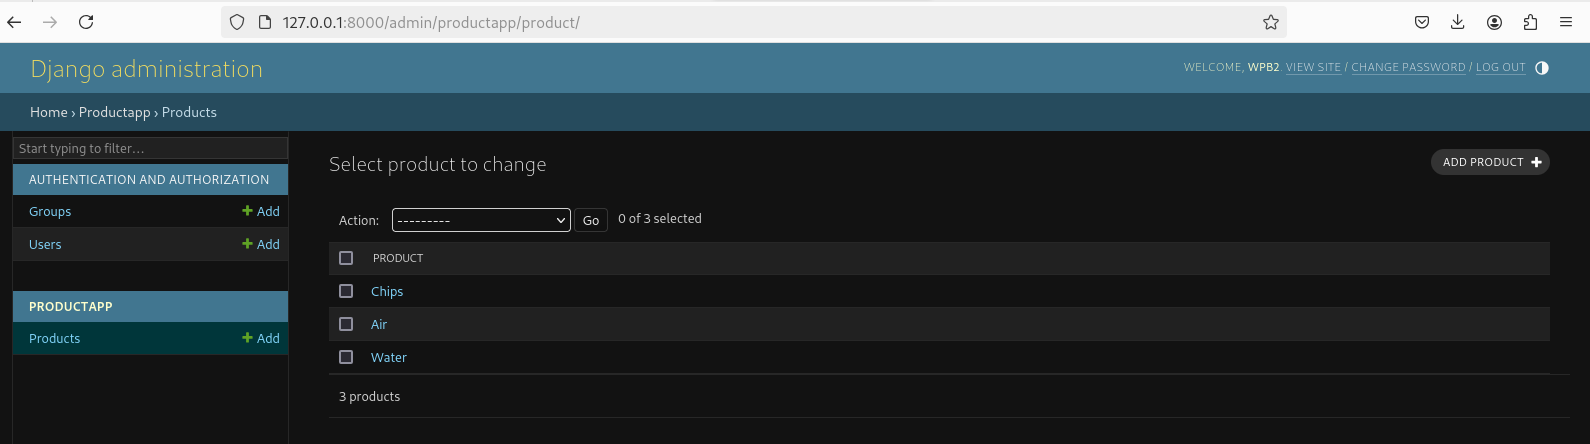 127.0.0.1:8000/admin/productapp/product/
Django administration
WELCOME, WPB2. VIEW SITE / CHANGE PASSWORD / LOG OUT
Home › Productapp › Products
Start typing to filter...
AUTHENTICATION AND AUTHORIZATION
Groups + Add
Users + Add
PRODUCTAPP
Products + Add
Select product to change
ADD PRODUCT +
Action: --------- Go 0 of 3 selected
PRODUCT
Chips
Air
Water
3 products